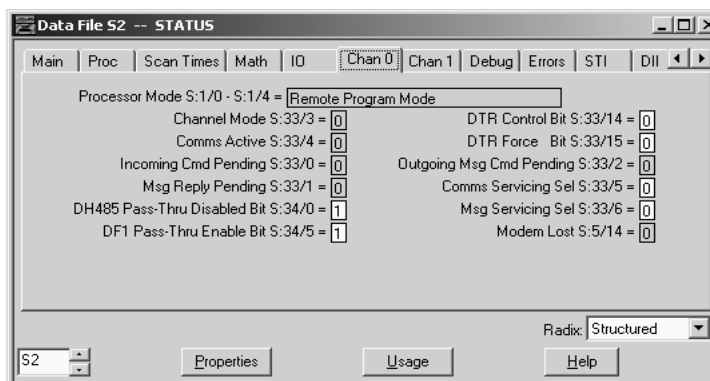 Data File S2 -- STATUS
Main Proc Scan Times Math IO Chan 0 Chan 1 Debug Errors STI DII
Processor Mode S:1/0 - S:1/4 = Remote Program Mode
Channel Mode S:33/3 = 0 DTR Control Bit S:33/14 = 0
Comms Active S:33/4 = 0 DTR Force Bit S:33/15 = 0
Incoming Cmd Pending S:33/0 = 0 Outgoing Msg Cmd Pending S:33/2 = 0
Msg Reply Pending S:33/1 = 0 Comms Servicing Sel S:33/5 = 0
DH485 Pass-Thru Disabled Bit S:34/0 = 1 Msg Servicing Sel S:33/6 = 0
DF1 Pass-Thru Enable Bit S:34/5 = 1 Modem Lost S:5/14 = 0
Radix: Structured
S2 Properties Usage Help